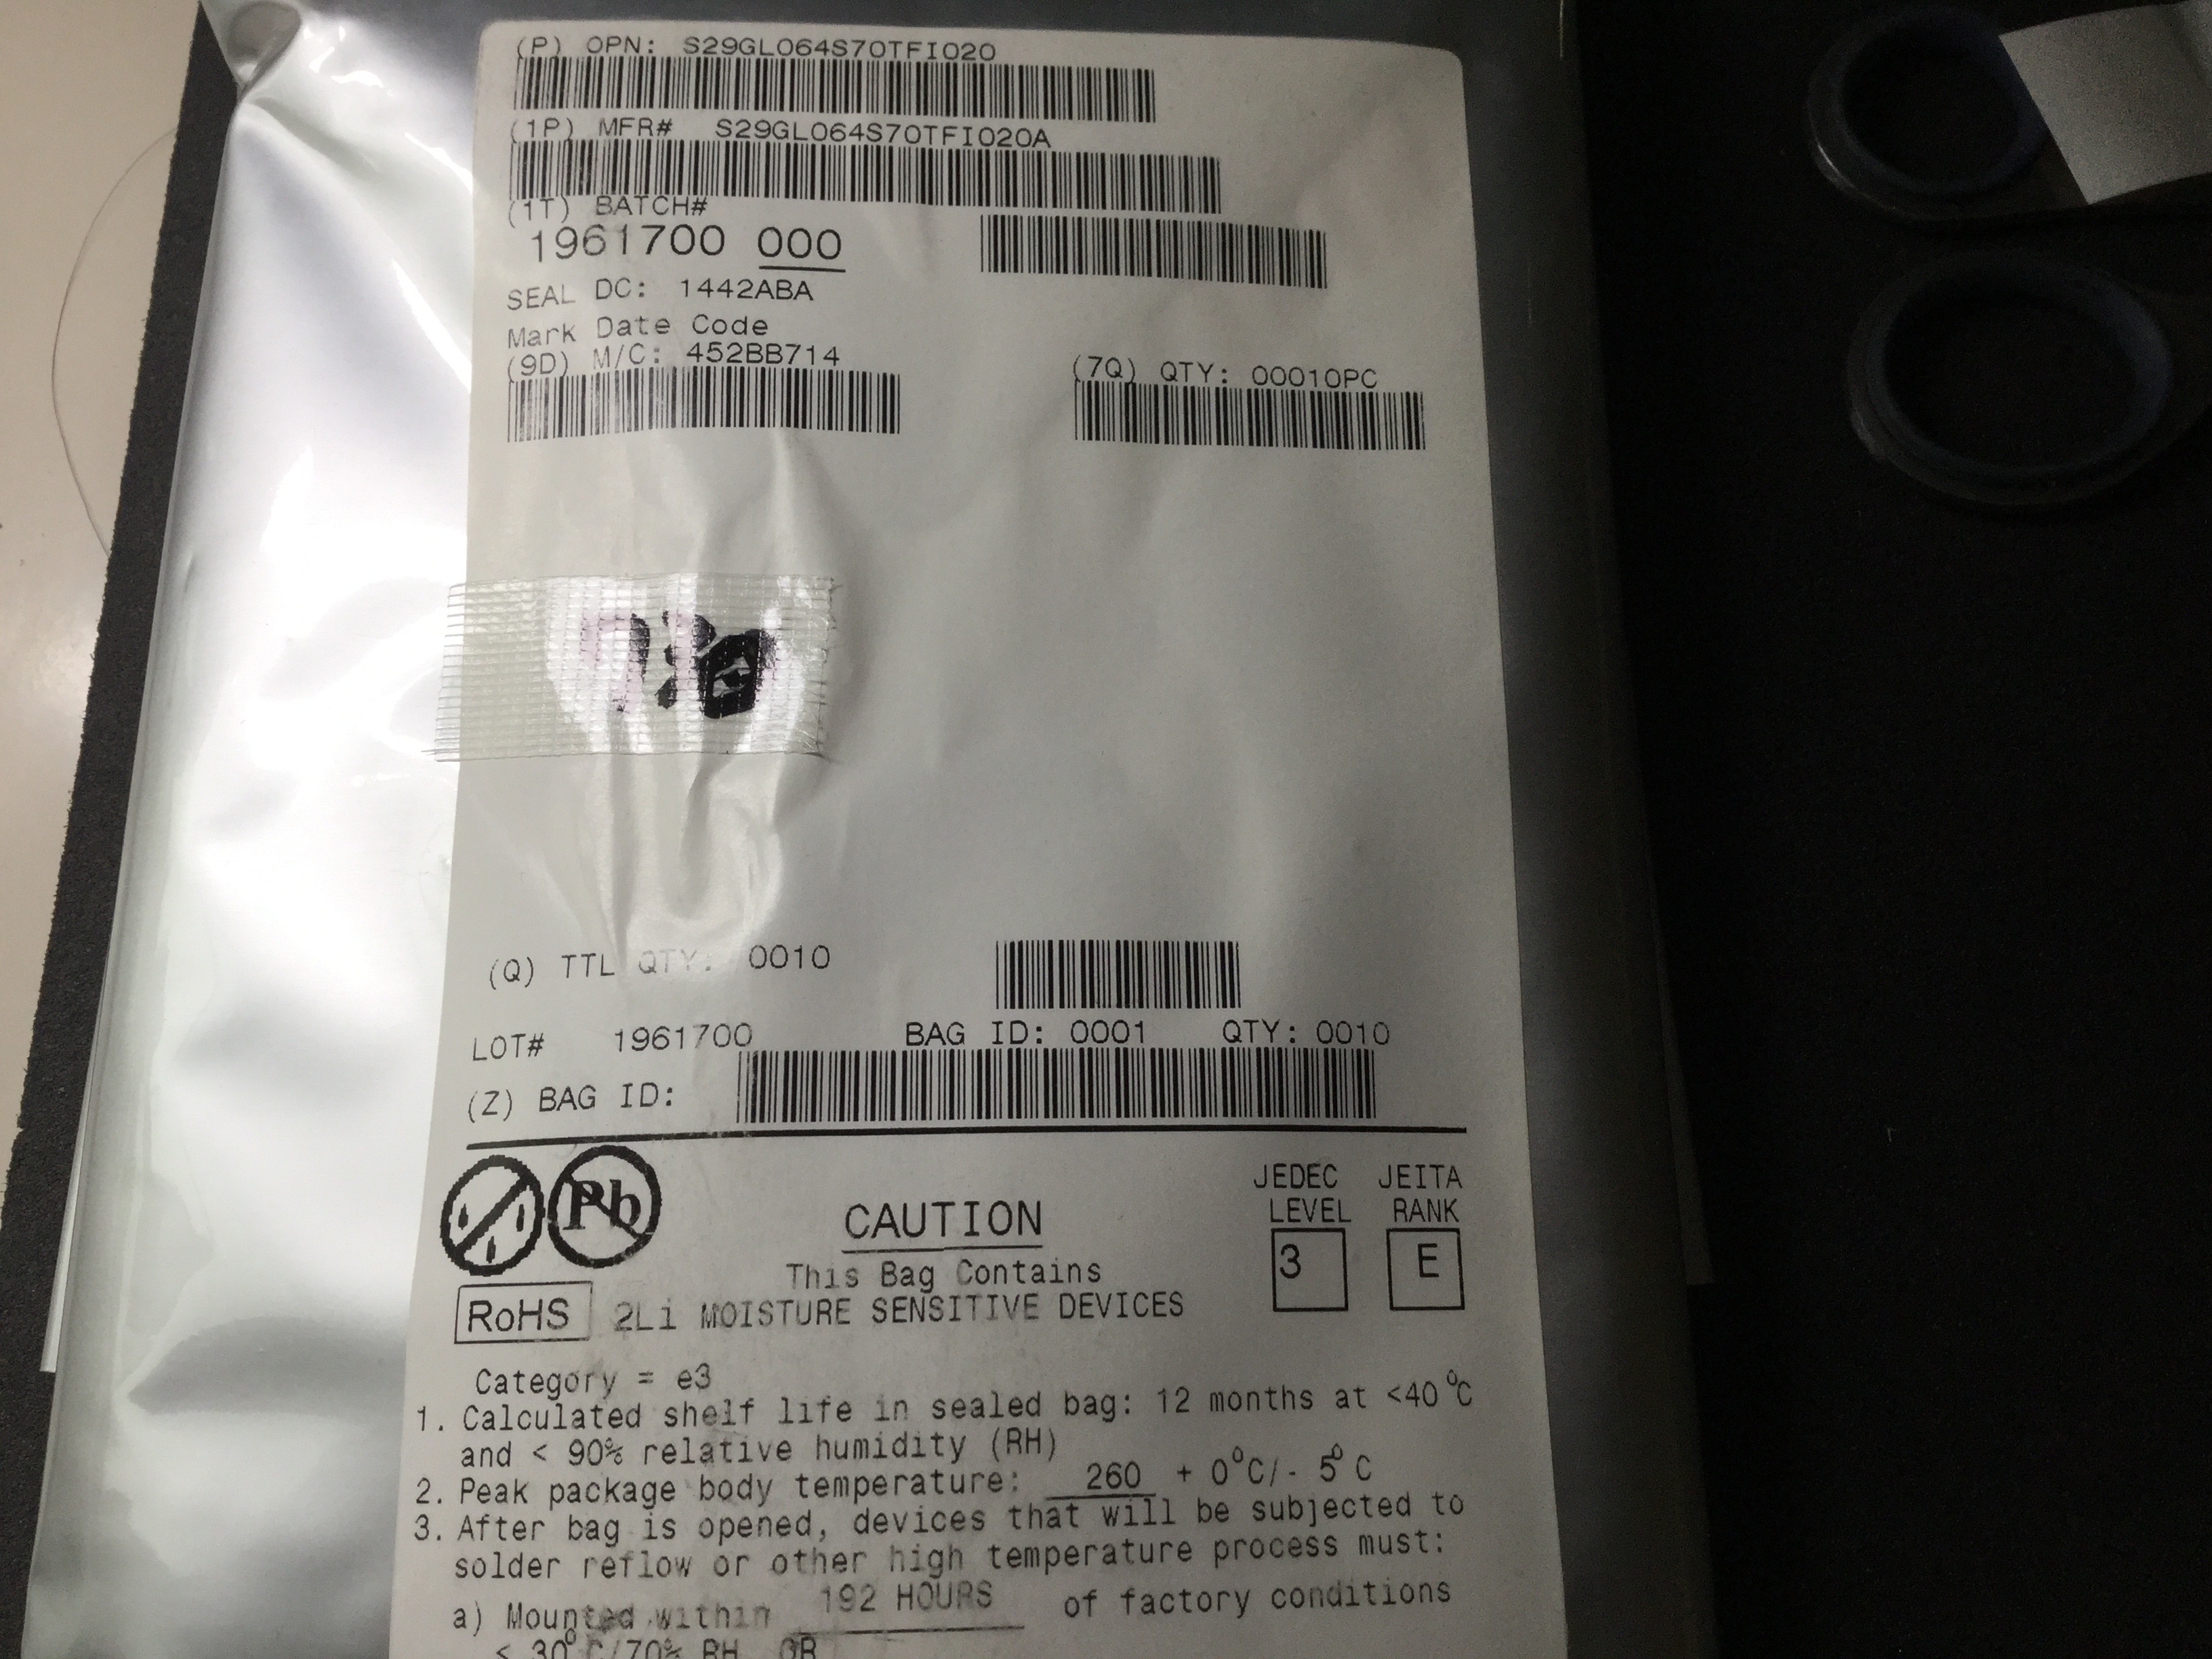 (P) OPN: S29GL064S70TFI020
(1P) MFR# S29GL064S70TFI020A
(1T) BATCH#
1961700 000
SEAL DC: 1442ABA
Mark Date Code
(9D) M/C: 452BB714
(7Q) QTY: 00010PC
(Q) TTL QTY: 0010
LOT# 1961700 BAG ID: 0001 QTY: 0010
(Z) BAG ID:
Pb
CAUTION
JEDEC LEVEL
3
JEITA RANK
E
This Bag Contains
RoHS 2Li MOISTURE SENSITIVE DEVICES
Category = e3
1. Calculated shelf life in sealed bag: 12 months at <40°C
and < 90% relative humidity (RH)
2. Peak package body temperature: 260 + 0°C/- 5°C
3. After bag is opened, devices that will be subjected to
solder reflow or other high temperature process must:
a) Mounted within 192 HOURS of factory conditions
< 30°C/70% RH, OR